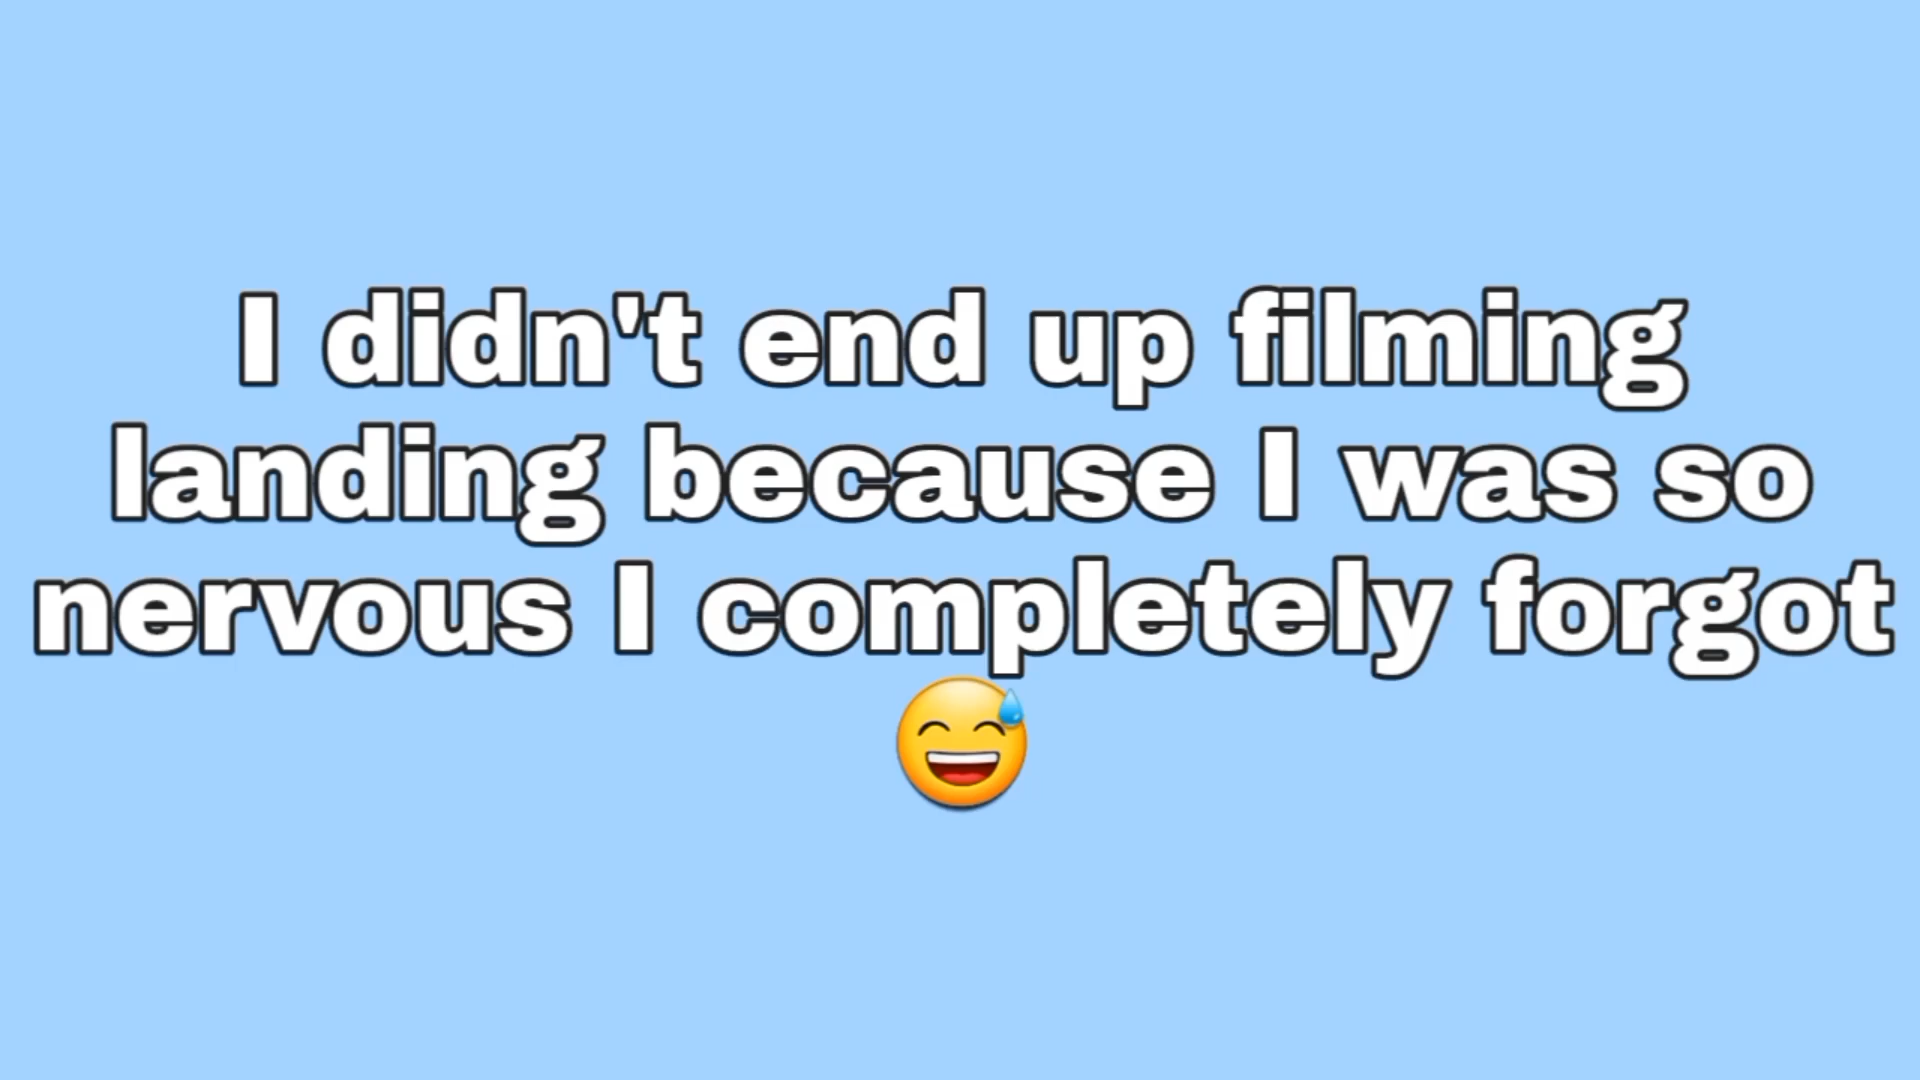 I didn't end up filming
landing because I was so
nervous I completely forgot
😅